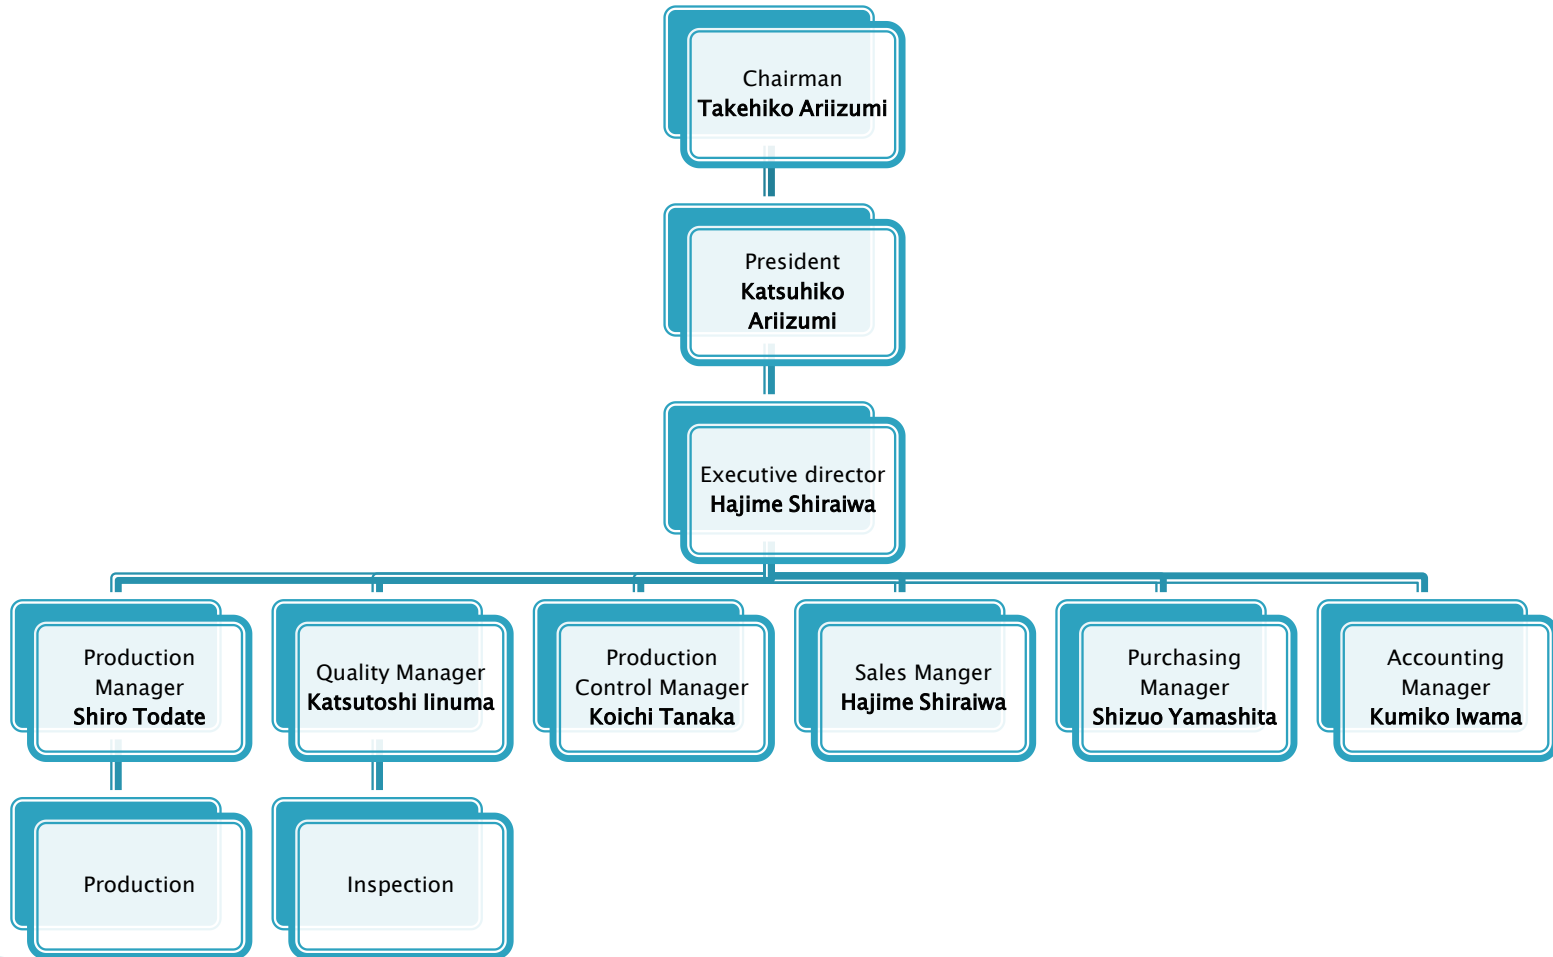 Chairman
Takehiko Ariizumi
President
Katsuhiko
Ariizumi
Executive director
Hajime Shiraiwa
Production
Manager
Shiro Todate
Quality Manager
Katsutoshi Iinuma
Production
Control Manager
Koichi Tanaka
Sales Manger
Hajime Shiraiwa
Purchasing
Manager
Shizuo Yamashita
Accounting
Manager
Kumiko Iwama
Production
Inspection